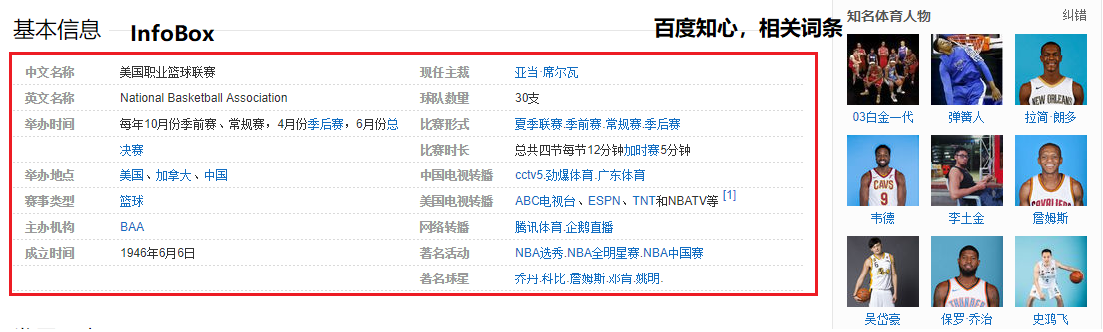 基本信息 InfoBox
百度知心，相关词条
知名体育人物 纠错
中文名称 美国职业篮球联赛 现任主裁 亚当·席尔瓦
英文名称 National Basketball Association 球队数量 30支
举办时间 每年10月份季前赛、常规赛，4月份季后赛，6月份总 比赛形式 夏季联赛.季前赛.常规赛.季后赛
决赛 比赛时长 总共四节每节12分钟加时赛5分钟
举办地点 美国、加拿大、中国 中国电视转播 cctv5.劲爆体育.广东体育
赛事类型 篮球 美国电视转播 ABC电视台、ESPN、TNT和NBATV等 [1]
主办机构 BAA 网络转播 腾讯体育.企鹅直播
成立时间 1946年6月6日 著名活动 NBA选秀.NBA全明星赛.NBA中国赛
著名球星 乔丹.科比.詹姆斯.邓肯.姚明.
NEW ORLEANS
03白金一代 弹簧人 拉简·朗多
CAVS
9
CAVALIERS
韦德 李土金 詹姆斯
THUNDER
吴岱豪 保罗·乔治 史鸿飞